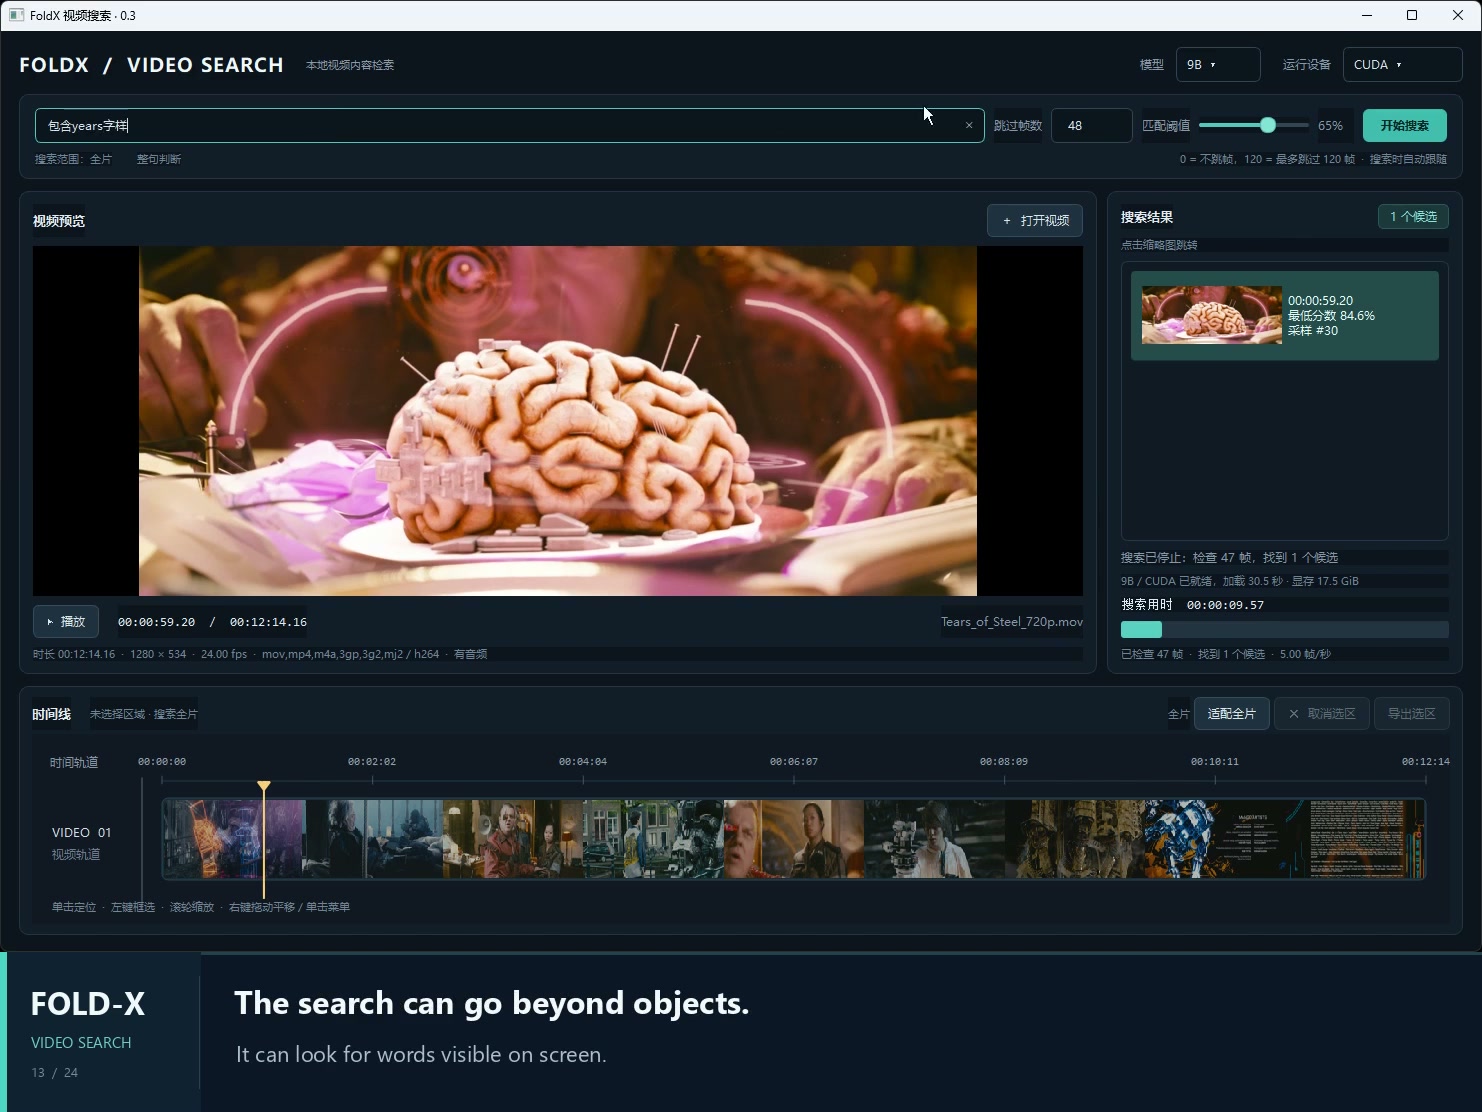 FoldX 视频搜索 · 0.3
FOLDX / VIDEO SEARCH 本地视频内容检索 模型 9B 运行设备 CUDA
包含years字样 × 跳过帧数 48 匹配阈值 65% 开始搜索
搜索范围：全片 整句判断 0 = 不跳帧，120 = 最多跳过 120 帧 · 搜索时自动跟随
视频预览 + 打开视频
搜索结果 1 个候选
点击缩略图跳转
00:00:59.20
最低分数 84.6%
采样 #30
搜索已停止：检查 47 帧，找到 1 个候选
9B / CUDA 已就绪，加载 30.5 秒 · 显存 17.5 GiB
搜索用时 00:00:09.57
已检查 47 帧 · 找到 1 个候选 · 5.00 帧/秒
播放 00:00:59.20 / 00:12:14.16 Tears_of_Steel_720p.mov
时长 00:12:14.16 · 1280 × 534 · 24.00 fps · mov,mp4,m4a,3gp,3g2,mj2 / h264 · 有音频
时间线 未选择区域 · 搜索全片 全片 适配全片 × 取消选区 导出选区
时间轨道 00:00:00 00:02:02 00:04:04 00:06:07 00:08:09 00:10:11 00:12:14
VIDEO 01
视频轨道
单击定位 · 左键框选 · 滚轮缩放 · 右键拖动平移 / 单击菜单
FOLD-X
VIDEO SEARCH
13 / 24
The search can go beyond objects.
It can look for words visible on screen.